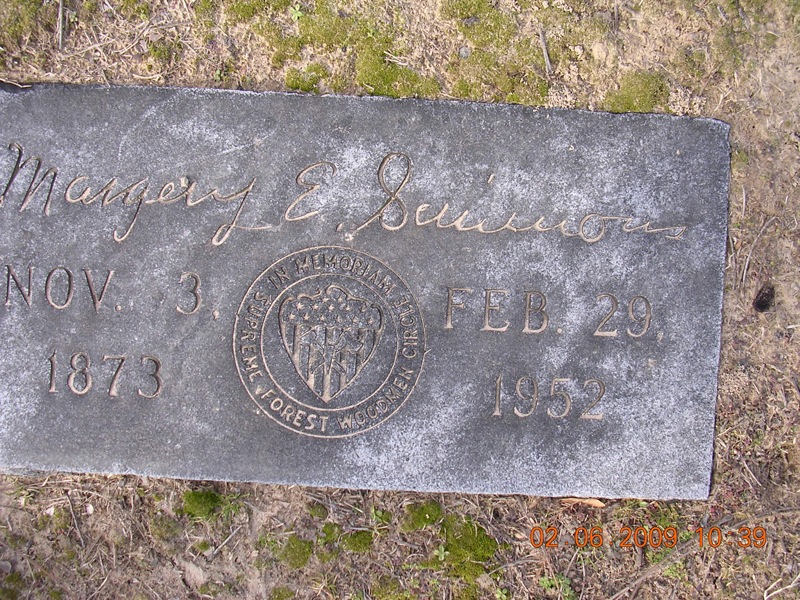 Margery E. Simmons
NOV. 3,
1873
IN MEMORIAM
SUPREME FOREST WOODMEN CIRCLE
FEB. 29,
1952
02 06 2009 10:39